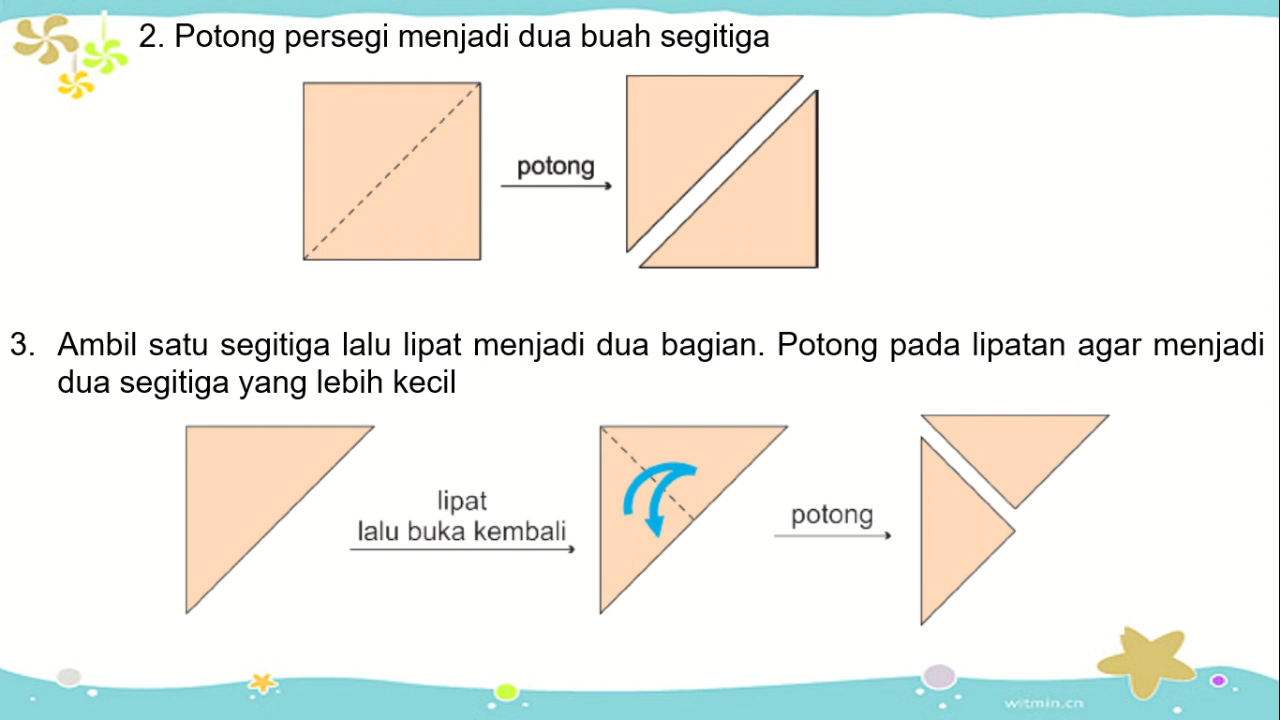 2. Potong persegi menjadi dua buah segitiga
potong
3. Ambil satu segitiga lalu lipat menjadi dua bagian. Potong pada lipatan agar menjadi
dua segitiga yang lebih kecil
lipat
lalu buka kembali
potong
witmin.cn